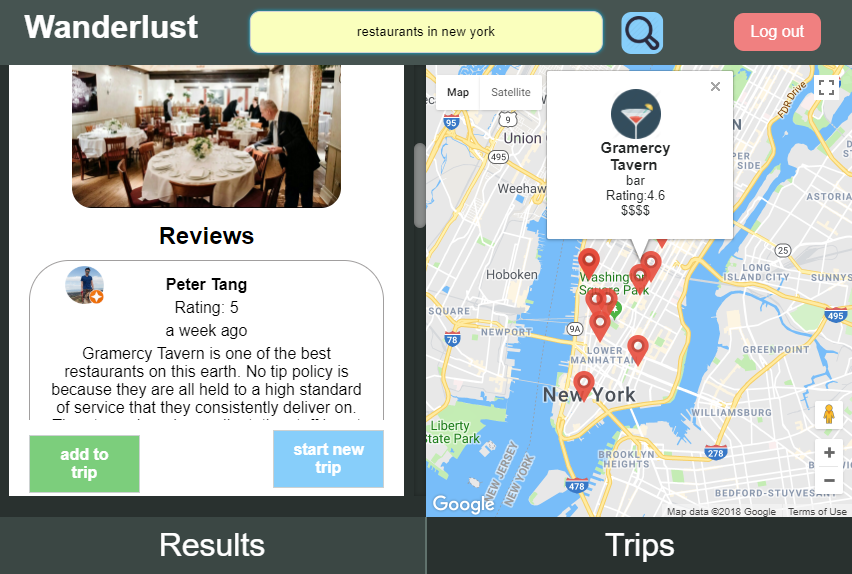 Wanderlust
restaurants in new york
Log out
Reviews
Peter Tang
Rating: 5
a week ago
Gramercy Tavern is one of the best
restaurants on this earth. No tip policy is
because they are all held to a high standard
of service that they consistently deliver on.
add to
trip
start new
trip
Map
Satellite
Gramercy
Tavern
bar
Rating:4.6
$$$$
FDR Drive
95
9
Union
495
Weehaw
ASTORIA
25
Hoboken
Washington
Square Park
LONG
ISLAND CITY
SUNNYS
SQUARE
NEWPORT
9A
495
78
LOWER
MANHATTAN
GREENPOINT
New York
WILLIAMSBURG
Liberty
State Park
BROOKLYN
HEIGHTS
278
NEW JERSEY
NEW YORK
478
BEDFORD-STUYVESANT
Google
Map data ©2018 Google
Terms of Use
Results
Trips